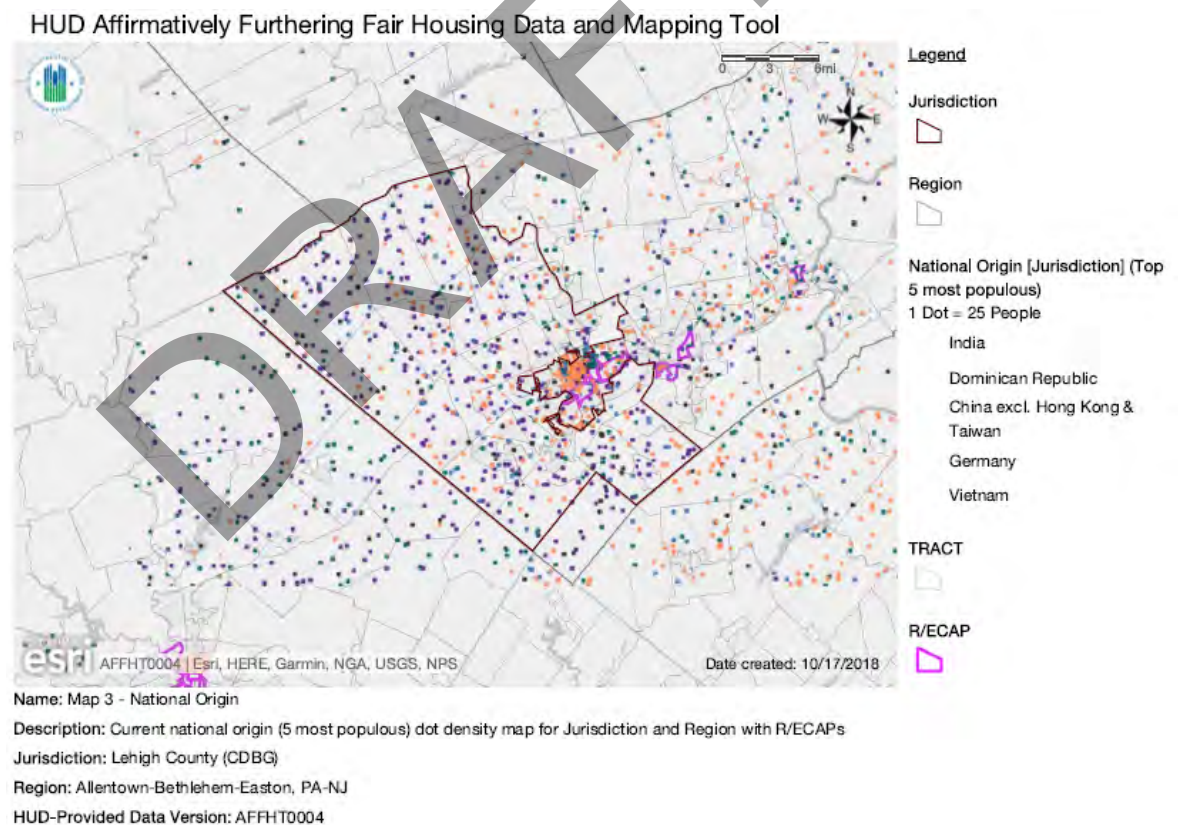 HUD Affirmatively Furthering Fair Housing Data and Mapping Tool
DRAFT
0 3 6mi
N
W E
S
Legend
Jurisdiction
Region
National Origin [Jurisdiction] (Top
5 most populous)
1 Dot = 25 People
India
Dominican Republic
China excl. Hong Kong &
Taiwan
Germany
Vietnam
TRACT
R/ECAP
esri AFFHT0004 | Esri, HERE, Garmin, NGA, USGS, NPS
Date created: 10/17/2018
Name: Map 3 - National Origin
Description: Current national origin (5 most populous) dot density map for Jurisdiction and Region with R/ECAPs
Jurisdiction: Lehigh County (CDBG)
Region: Allentown-Bethlehem-Easton, PA-NJ
HUD-Provided Data Version: AFFHT0004